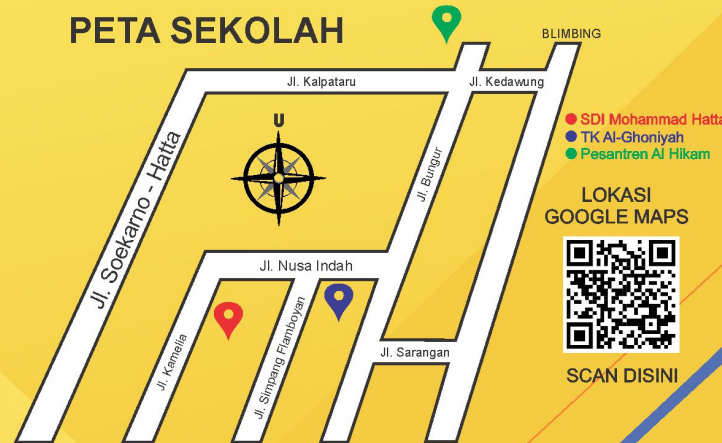 PETA SEKOLAH
BLIMBING
Jl. Kalpataru
Jl. Kedawung
U
SDI Mohammad Hatta
TK Al-Ghoniyah
Pesantren Al Hikam
Jl. Soekarno - Hatta
Jl. Bungur
LOKASI
GOOGLE MAPS
Jl. Nusa Indah
Jl. Kamelia
Jl. Simpang Flamboyan
Jl. Sarangan
SCAN DISINI